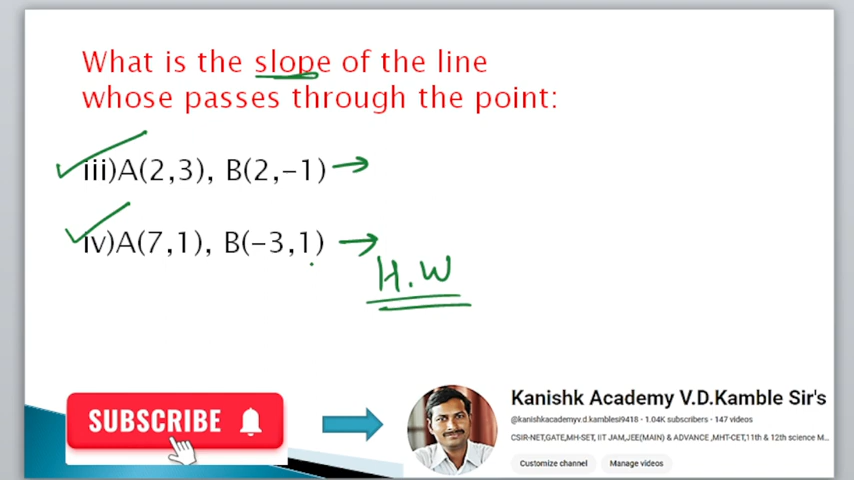 What is the slope of the line
whose passes through the point:
iii)A(2,3), B(2,-1) →
iv)A(7,1), B(-3,1) →
H.W
SUBSCRIBE
Kanishk Academy V.D.Kamble Sir's
@kanishkacademyv.d.kamblesi9418 · 1.04K subscribers · 147 videos
CSIR-NET,GATE,MH-SET, IIT JAM,JEE(MAIN) & ADVANCE ,MHT-CET,11th & 12th science M...
Customize channel Manage videos